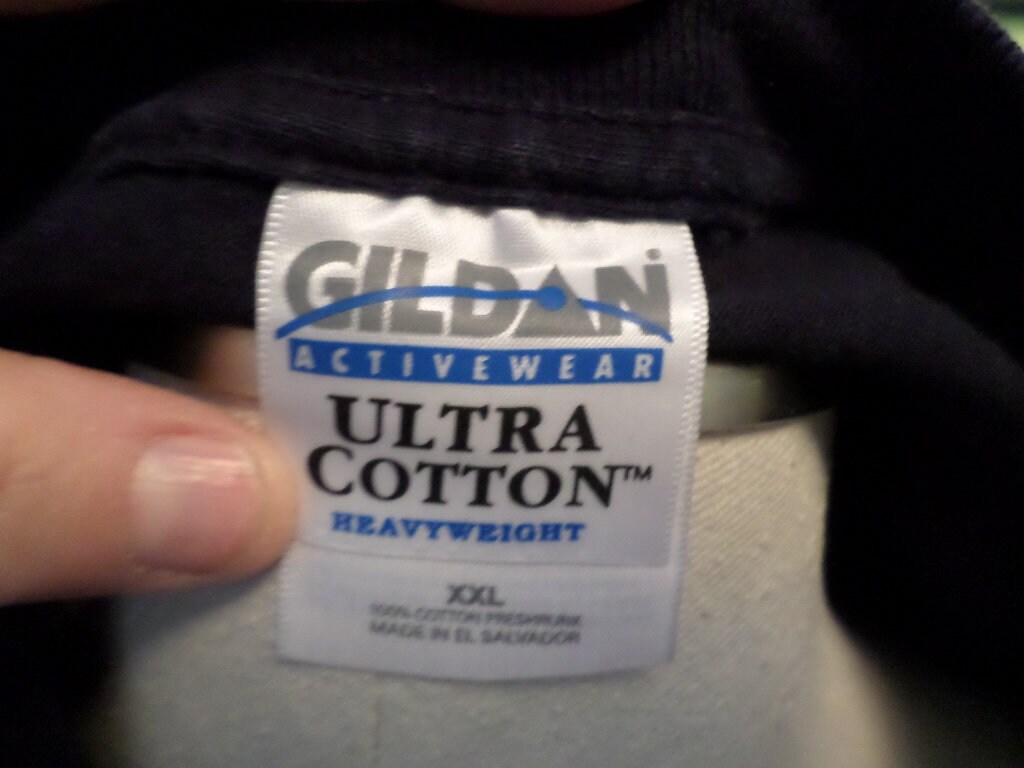 GILDAN
ACTIVEWEAR
ULTRA
COTTON™
HEAVYWEIGHT
XXL
100% COTTON PRESHRUNK
MADE IN EL SALVADOR